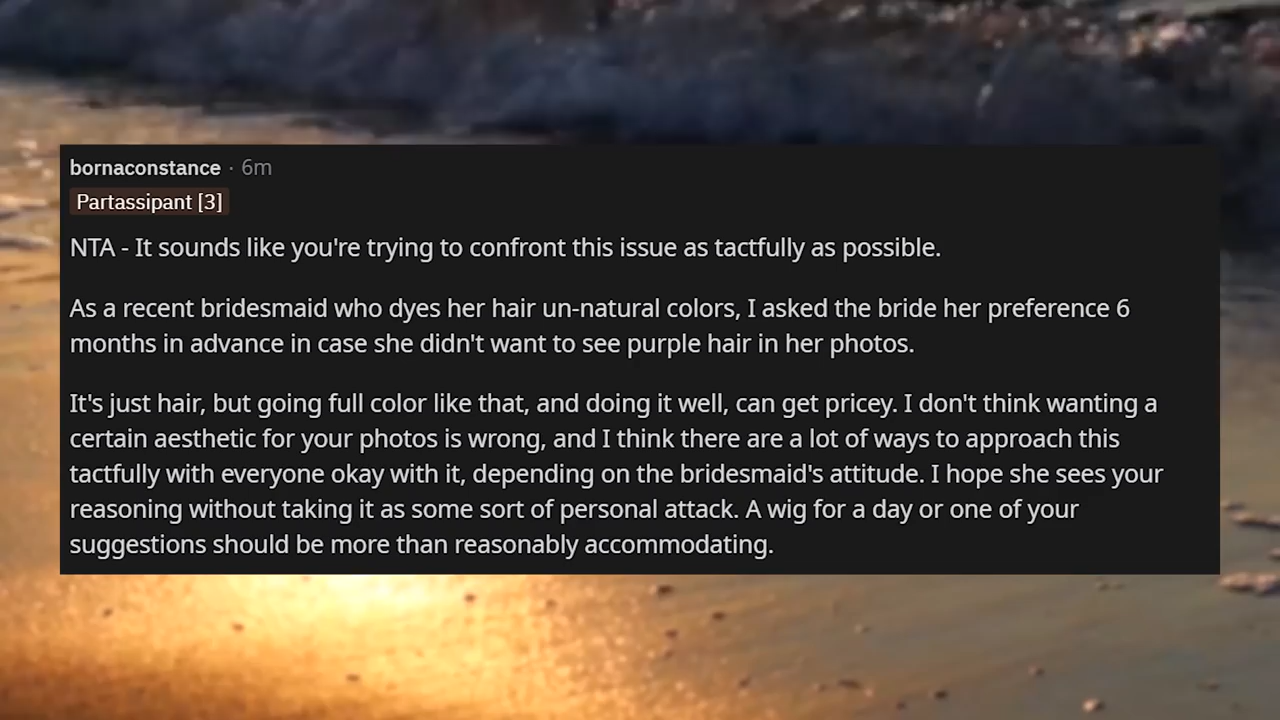 bornaconstance · 6m
Partassipant [3]
NTA - It sounds like you're trying to confront this issue as tactfully as possible.
As a recent bridesmaid who dyes her hair un-natural colors, I asked the bride her preference 6
months in advance in case she didn't want to see purple hair in her photos.
It's just hair, but going full color like that, and doing it well, can get pricey. I don't think wanting a
certain aesthetic for your photos is wrong, and I think there are a lot of ways to approach this
tactfully with everyone okay with it, depending on the bridesmaid's attitude. I hope she sees your
reasoning without taking it as some sort of personal attack. A wig for a day or one of your
suggestions should be more than reasonably accommodating.